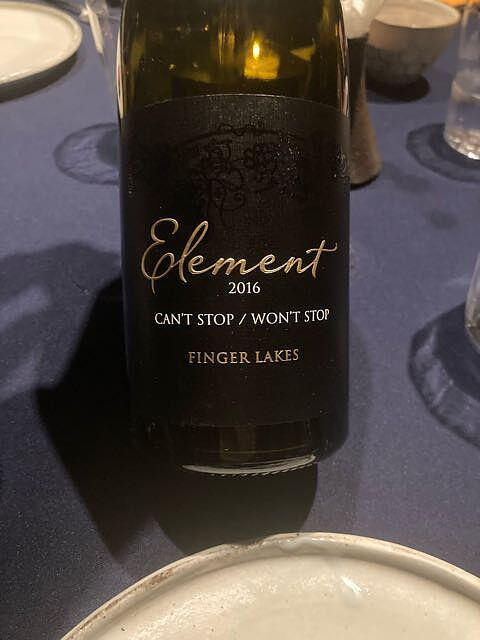 Element
2016
CAN'T STOP / WON'T STOP
FINGER LAKES